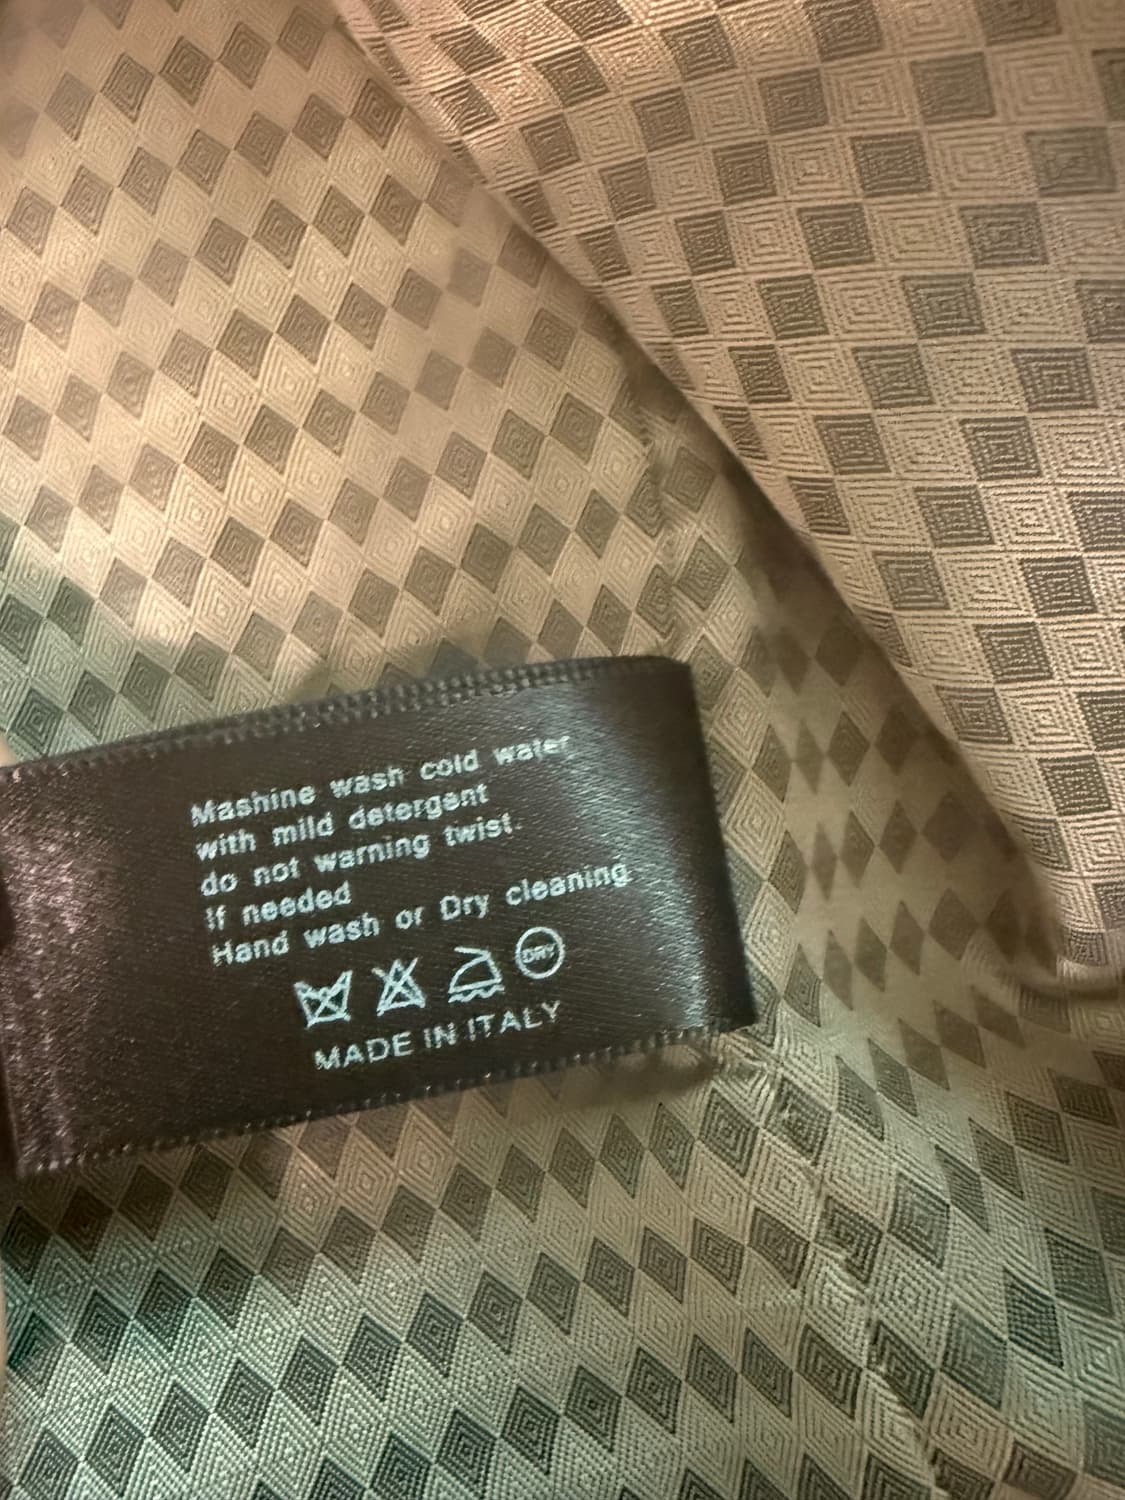 Mashine wash cold water
with mild detergent
do not warning twist.
If needed
Hand wash or Dry cleaning
DRY
MADE IN ITALY